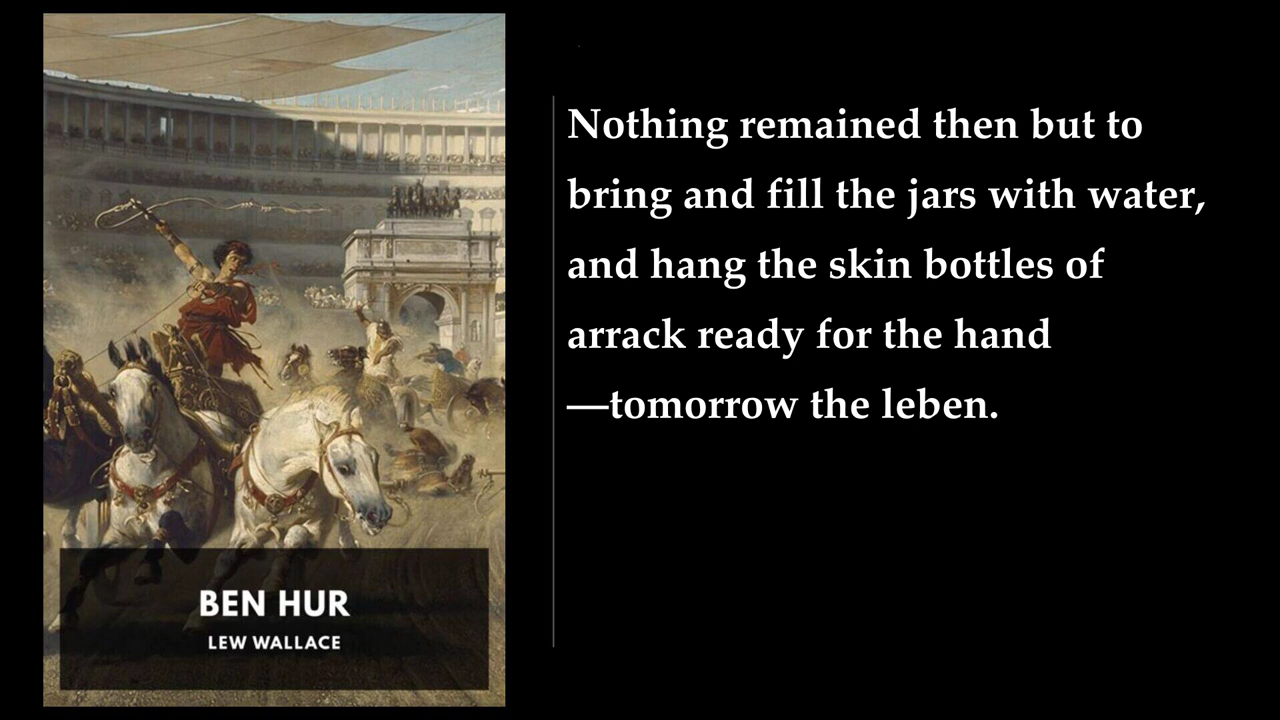 BEN HUR
LEW WALLACE
Nothing remained then but to
bring and fill the jars with water,
and hang the skin bottles of
arrack ready for the hand
—tomorrow the leben.